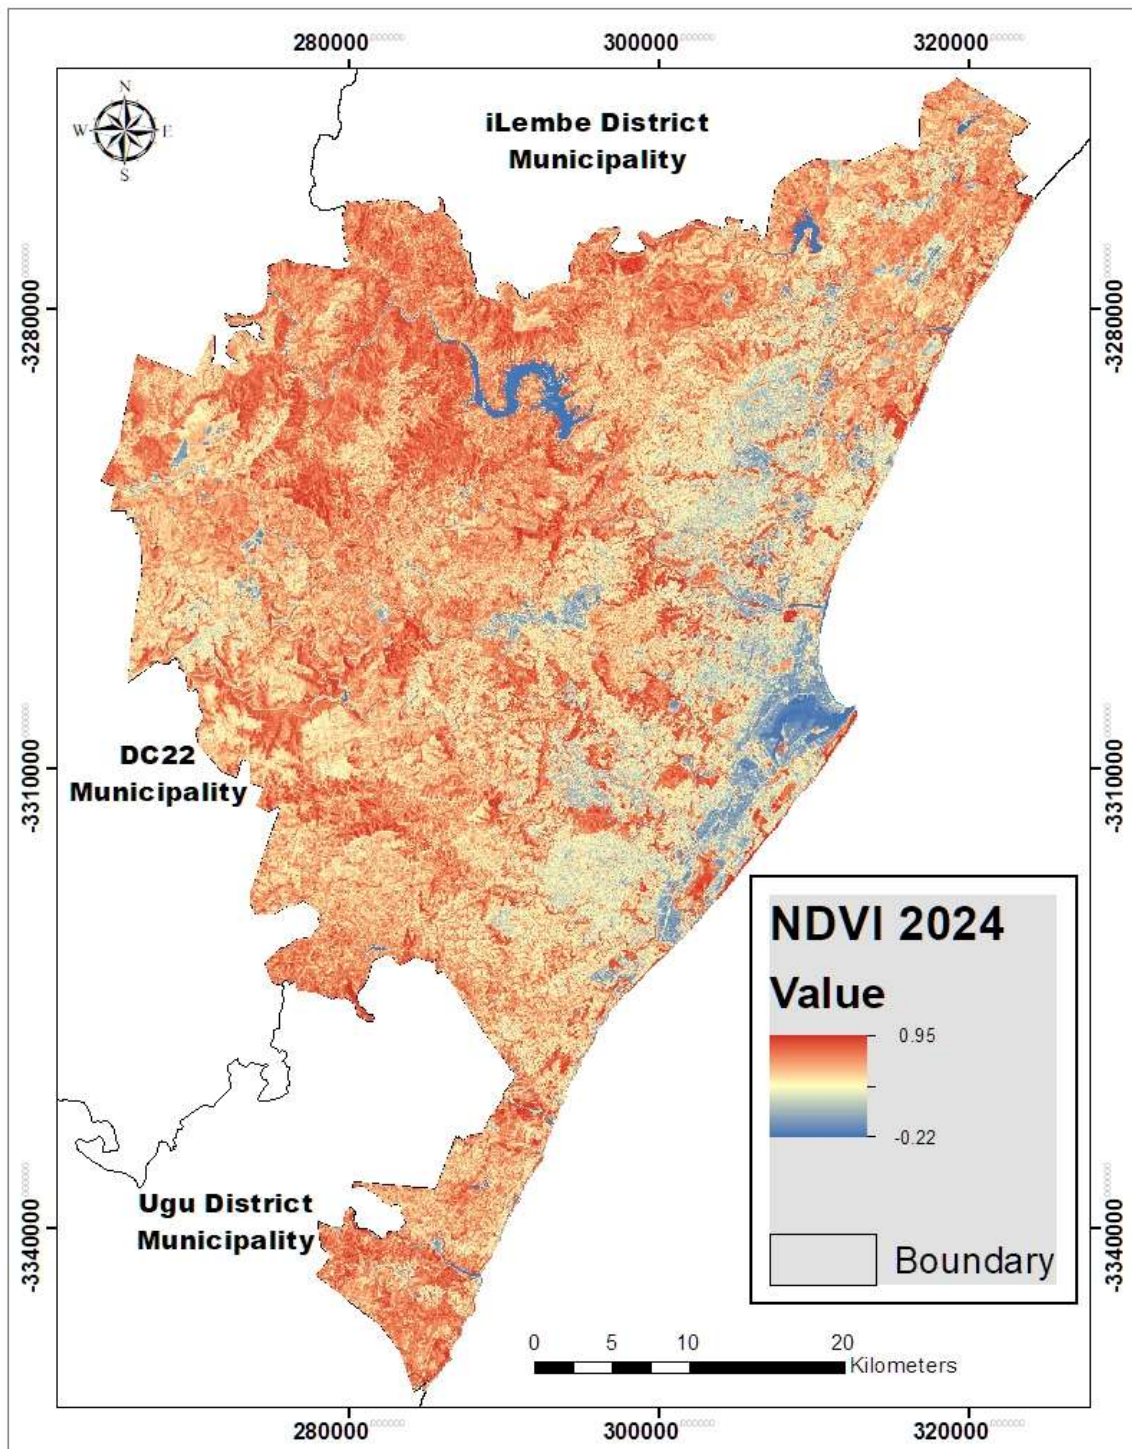 280000 300000 320000
N
W E
S
iLembe District
Municipality
-3280000 -3280000
DC22
Municipality
-3310000 -3310000
NDVI 2024
Value
0.95
-0.22
Boundary
Ugu District
Municipality
-3340000 -3340000
0 5 10 20
Kilometers
280000 300000 320000